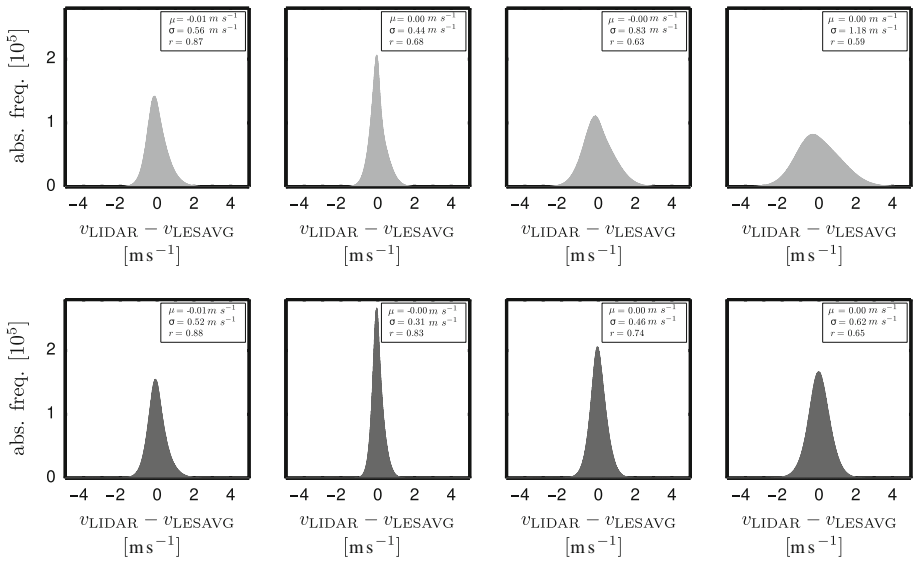 abs. freq. [10⁵]
2
1
0
μ = -0.01 m s⁻¹
σ = 0.56 m s⁻¹
r = 0.87
−4 −2 0 2 4
v_LIDAR − v_LESAVG
[m s⁻¹]
μ = 0.00 m s⁻¹
σ = 0.44 m s⁻¹
r = 0.68
−4 −2 0 2 4
v_LIDAR − v_LESAVG
[m s⁻¹]
μ = -0.00 m s⁻¹
σ = 0.83 m s⁻¹
r = 0.63
−4 −2 0 2 4
v_LIDAR − v_LESAVG
[m s⁻¹]
μ = 0.00 m s⁻¹
σ = 1.18 m s⁻¹
r = 0.59
−4 −2 0 2 4
v_LIDAR − v_LESAVG
[m s⁻¹]
abs. freq. [10⁵]
2
1
0
μ = -0.01 m s⁻¹
σ = 0.52 m s⁻¹
r = 0.88
−4 −2 0 2 4
v_LIDAR − v_LESAVG
[m s⁻¹]
μ = -0.00 m s⁻¹
σ = 0.31 m s⁻¹
r = 0.83
−4 −2 0 2 4
v_LIDAR − v_LESAVG
[m s⁻¹]
μ = 0.00 m s⁻¹
σ = 0.46 m s⁻¹
r = 0.74
−4 −2 0 2 4
v_LIDAR − v_LESAVG
[m s⁻¹]
μ = 0.00 m s⁻¹
σ = 0.62 m s⁻¹
r = 0.65
−4 −2 0 2 4
v_LIDAR − v_LESAVG
[m s⁻¹]